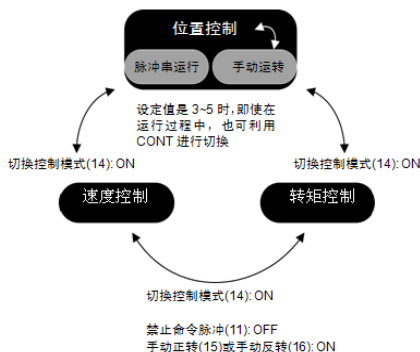 位置控制
脉冲串运行
手动运转
设定值是 3~5 时,即使在
运行过程中，也可利用
CONT 进行切换
切换控制模式(14): ON
切换控制模式(14): ON
速度控制
转矩控制
切换控制模式(14): ON
禁止命令脉冲(11): OFF
手动正转(15)或手动反转(16): ON